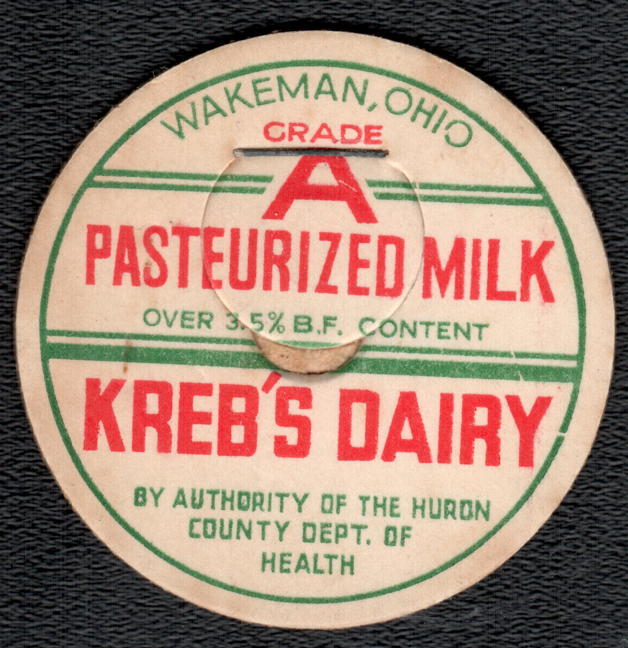 WAKEMAN, OHIO
GRADE
A
PASTEURIZED MILK
OVER 3.5% B.F. CONTENT
KREB'S DAIRY
BY AUTHORITY OF THE HURON
COUNTY DEPT. OF
HEALTH